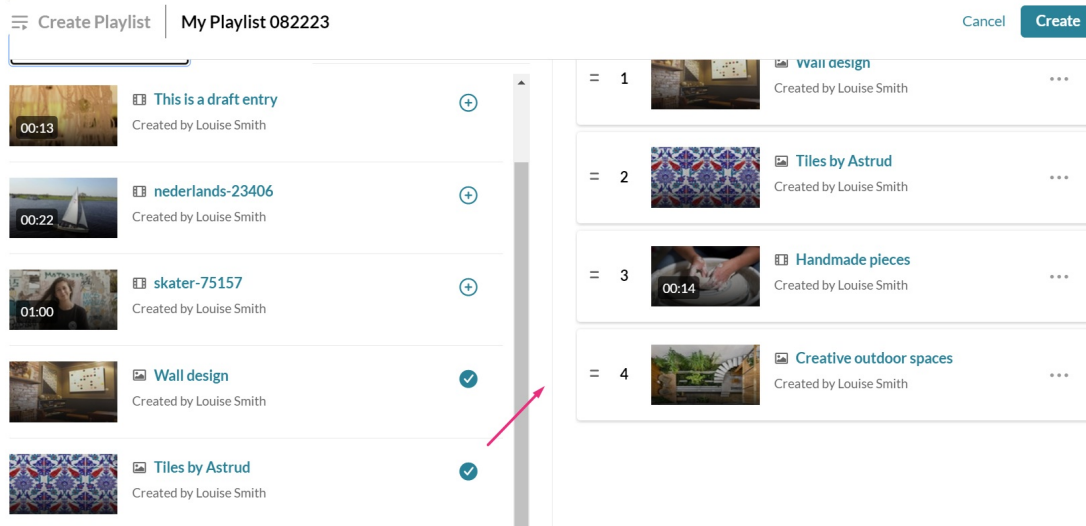 Create Playlist
My Playlist 082223
Cancel
Create
This is a draft entry
Created by Louise Smith
00:13
nederlands-23406
Created by Louise Smith
00:22
skater-75157
Created by Louise Smith
01:00
Wall design
Created by Louise Smith
Tiles by Astrud
Created by Louise Smith
1
Wall design
Created by Louise Smith
2
Tiles by Astrud
Created by Louise Smith
3
00:14
Handmade pieces
Created by Louise Smith
4
Creative outdoor spaces
Created by Louise Smith